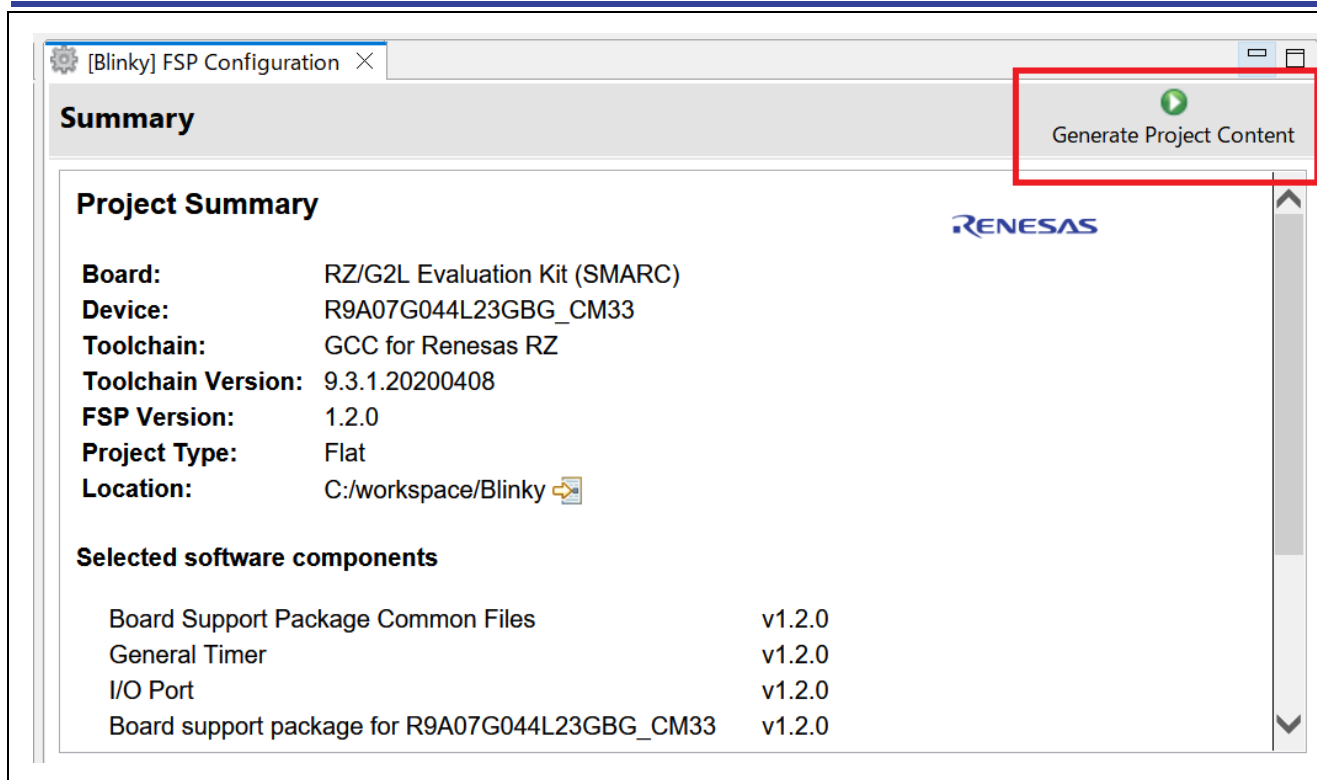 [Blinky] FSP Configuration
Summary
Generate Project Content
Project Summary
RENESAS
Board: RZ/G2L Evaluation Kit (SMARC)
Device: R9A07G044L23GBG_CM33
Toolchain: GCC for Renesas RZ
Toolchain Version: 9.3.1.20200408
FSP Version: 1.2.0
Project Type: Flat
Location: C:/workspace/Blinky
Selected software components
Board Support Package Common Files v1.2.0
General Timer v1.2.0
I/O Port v1.2.0
Board support package for R9A07G044L23GBG_CM33 v1.2.0